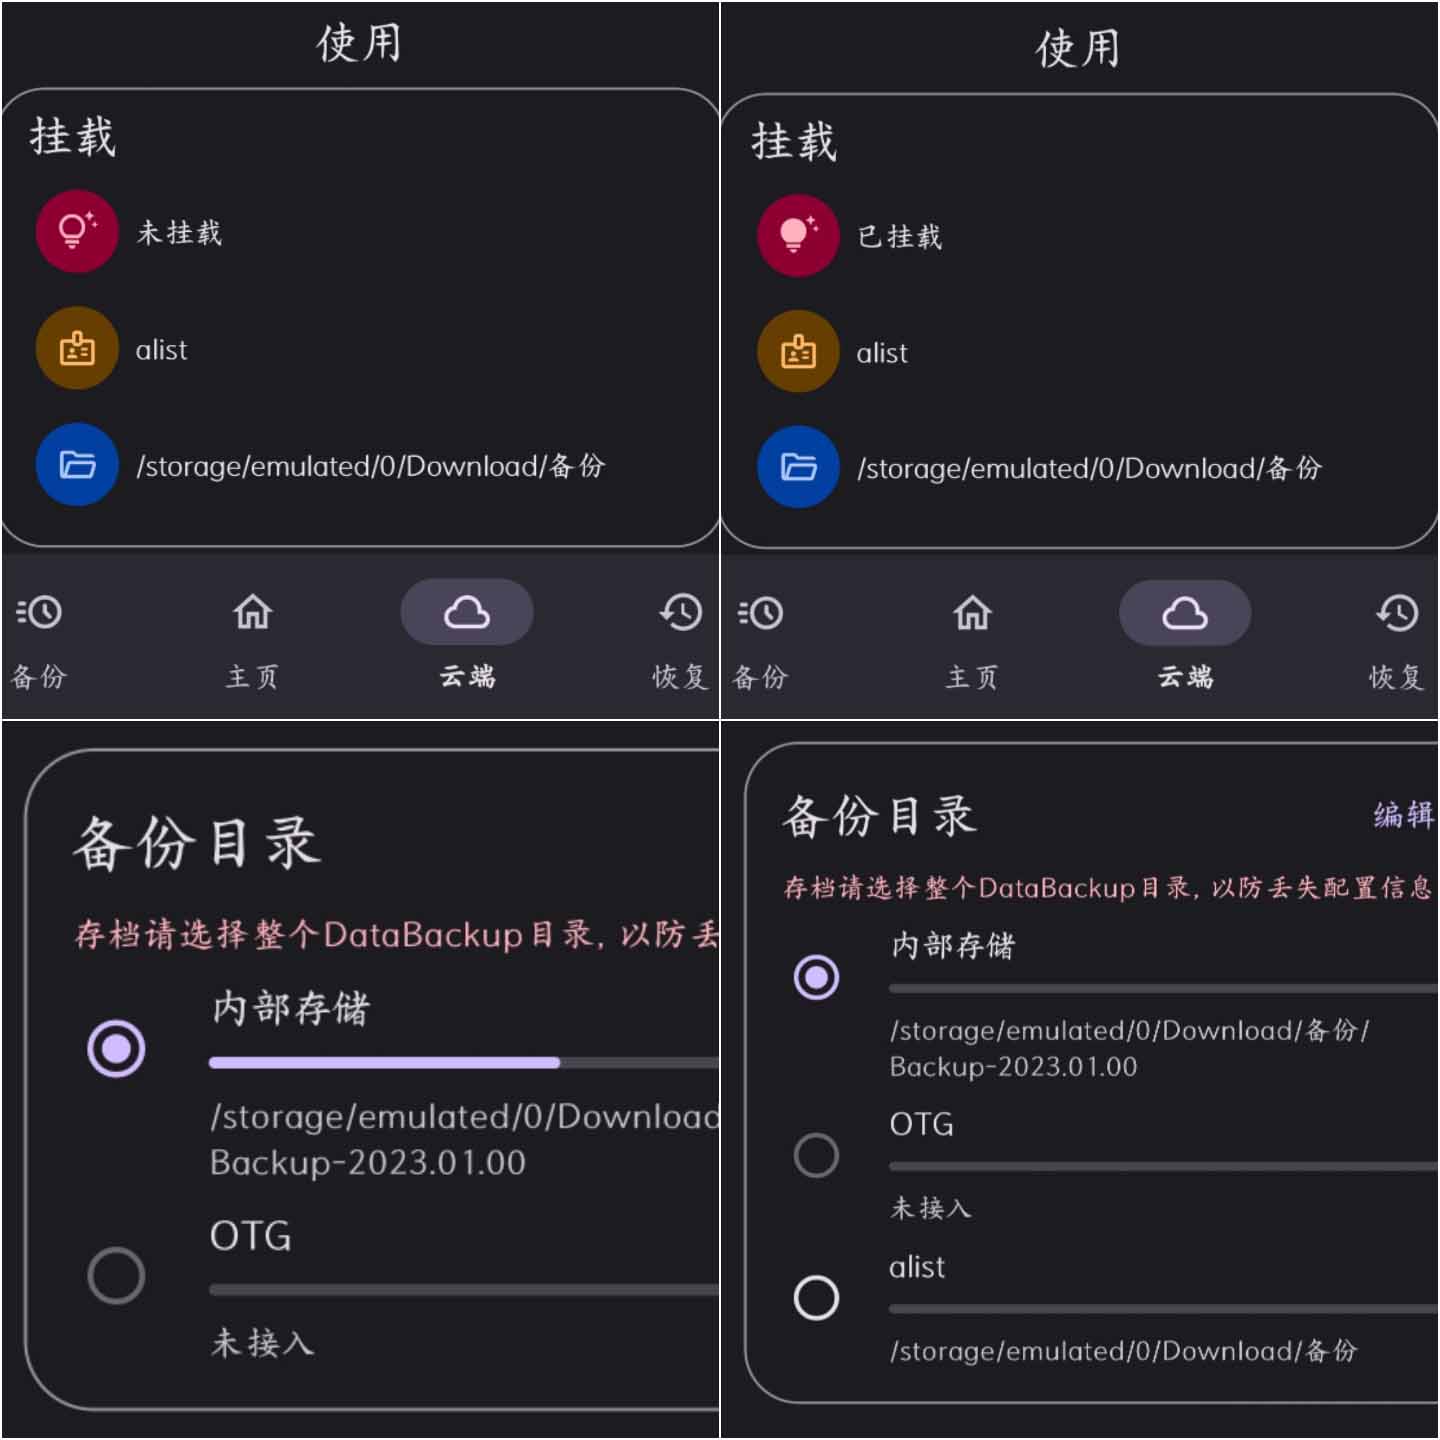 使用
挂载
未挂载
alist
/storage/emulated/0/Download/备份
备份
主页
云端
恢复
使用
挂载
已挂载
alist
/storage/emulated/0/Download/备份
备份
主页
云端
恢复
备份目录
存档请选择整个DataBackup目录, 以防丢
内部存储
/storage/emulated/0/Download
Backup-2023.01.00
OTG
未接入
备份目录
编辑
存档请选择整个DataBackup目录, 以防丢失配置信息
内部存储
/storage/emulated/0/Download/备份/
Backup-2023.01.00
OTG
未接入
alist
/storage/emulated/0/Download/备份